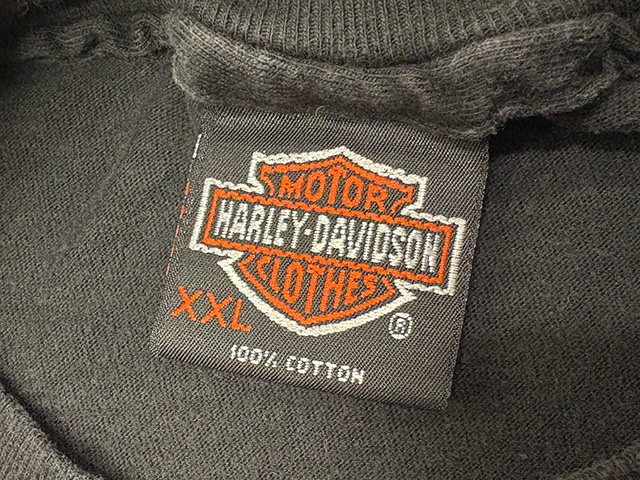 MOTOR
HARLEY-DAVIDSON
CLOTHES
XXL
®
100% COTTON